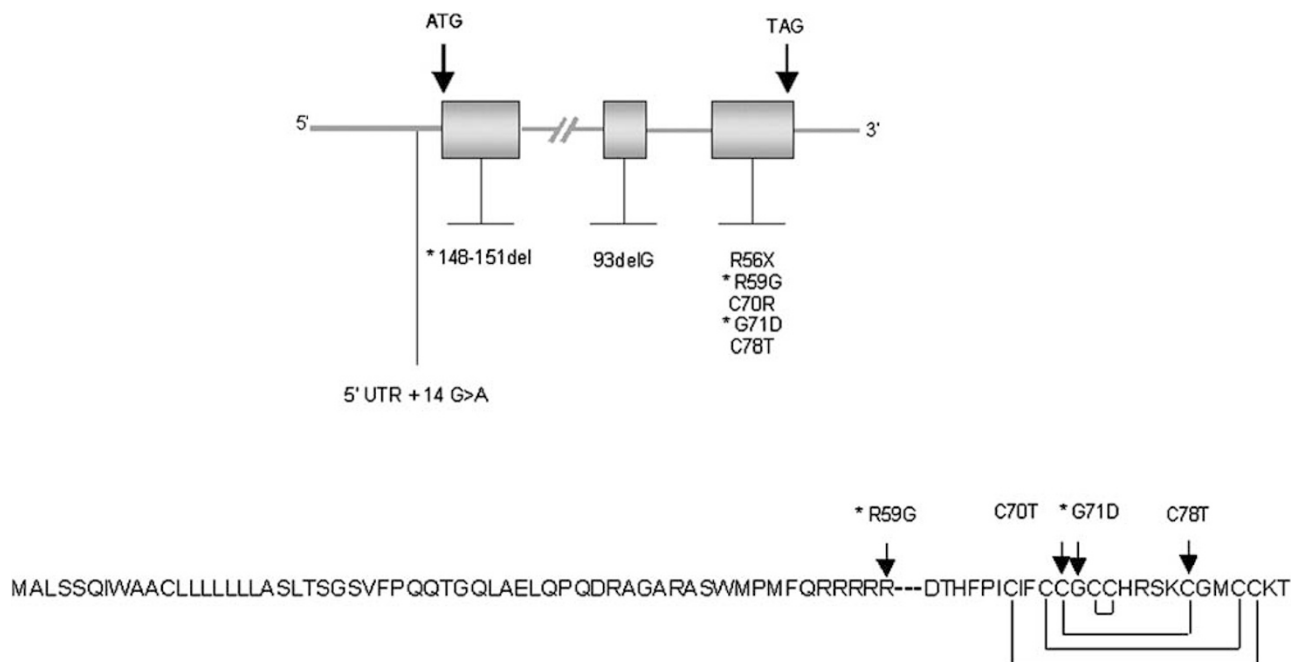 ATG
TAG
5'
3'
* 148-151del
93delG
R56X
* R59G
C70R
* G71D
C78T
5' UTR +14 G>A
* R59G
C70T
* G71D
C78T
MALSSQIWAACLLLLLLLASLTSGSVFPQQTGQLAELQPQDRAGARASWMPMFQRRRRR---DTHFPICIFCCGCCHRSKCGMCCKT